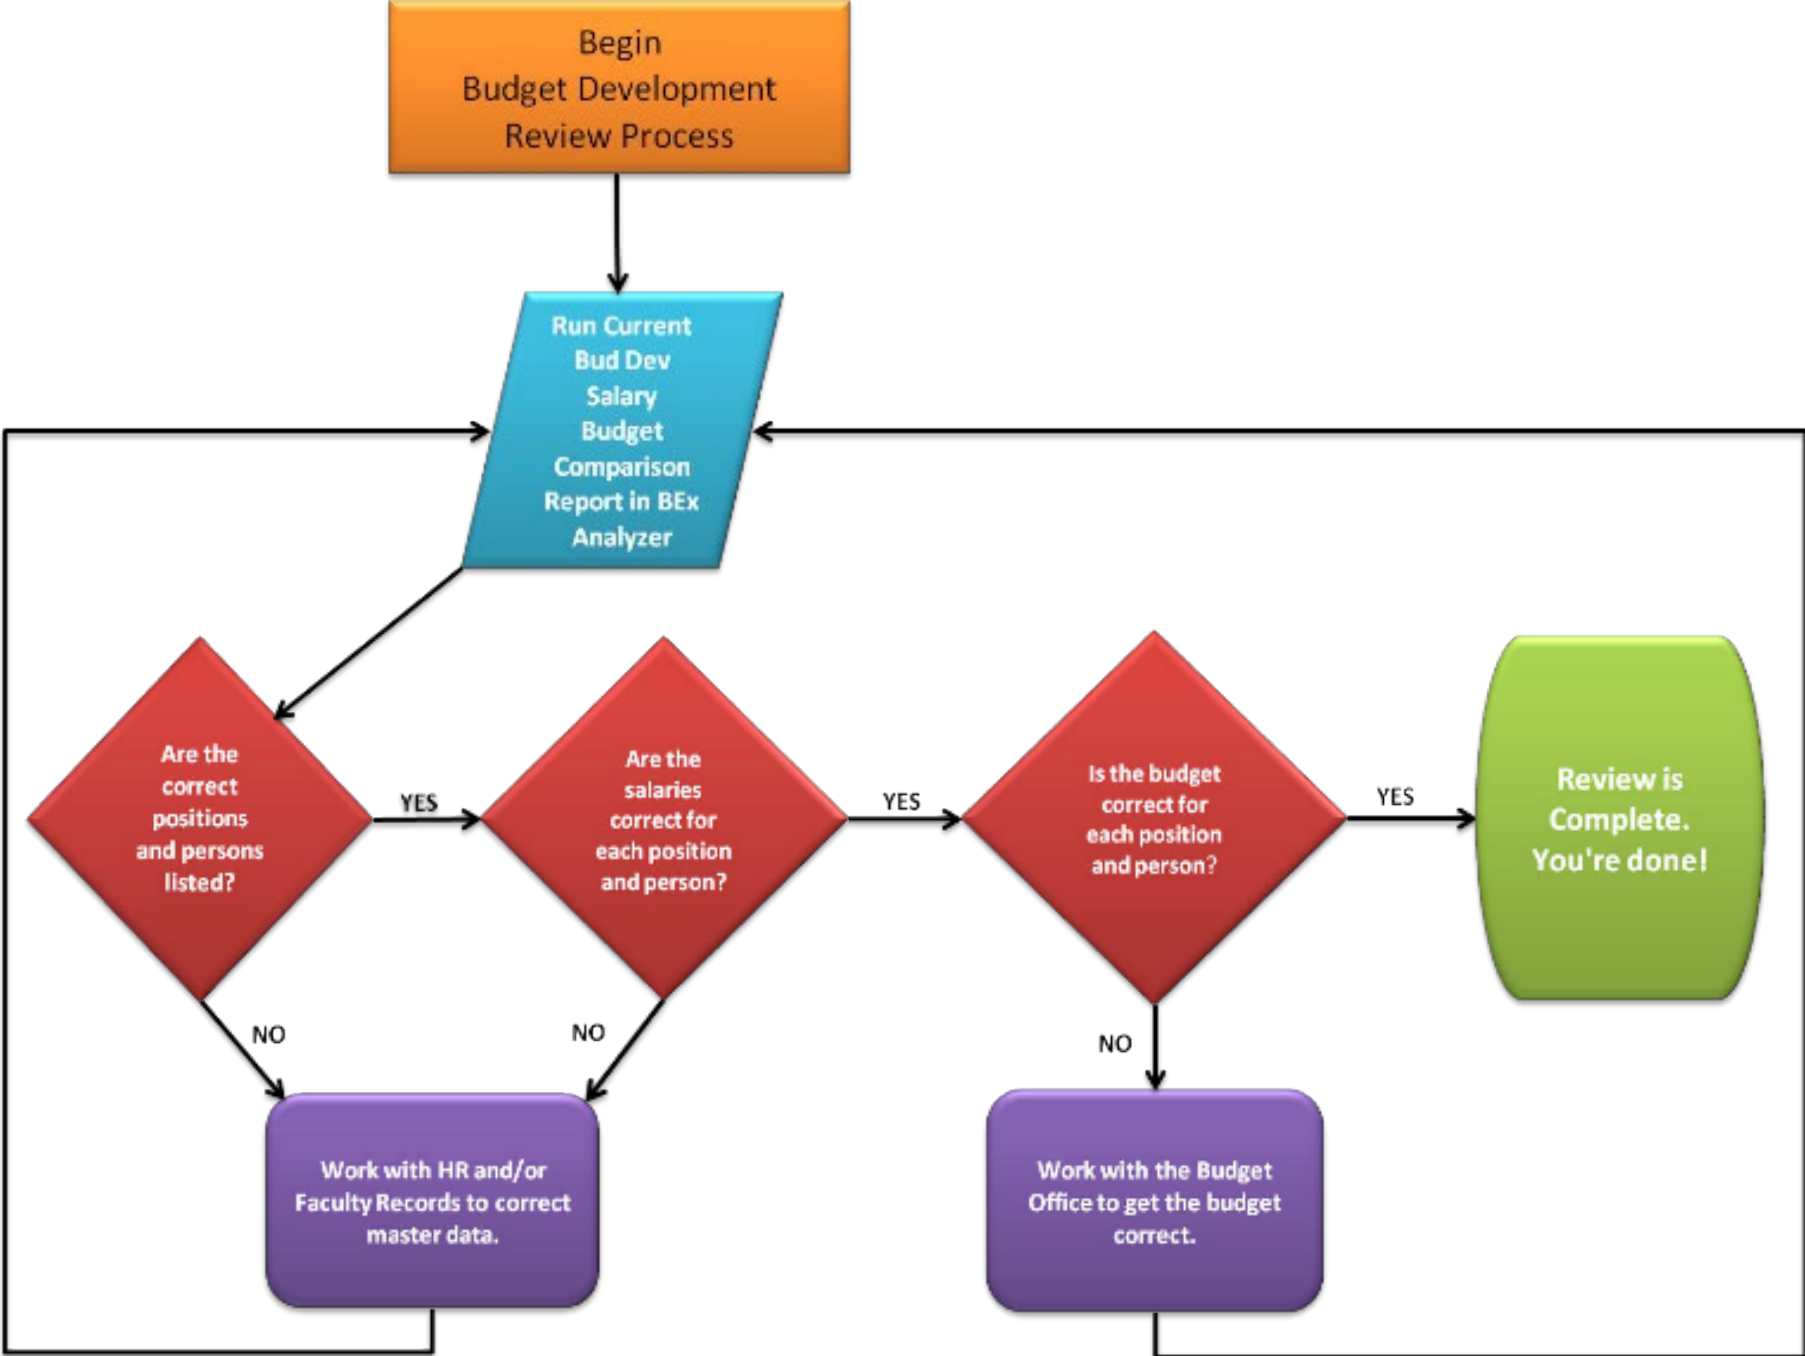 Begin
Budget Development
Review Process
Run Current
Bud Dev
Salary
Budget
Comparison
Report in BEx
Analyzer
Are the
correct
positions
and persons
listed?
YES
Are the
salaries
correct for
each position
and person?
YES
Is the budget
correct for
each position
and person?
YES
Review is
Complete.
You're done!
NO
NO
NO
Work with HR and/or
Faculty Records to correct
master data.
Work with the Budget
Office to get the budget
correct.